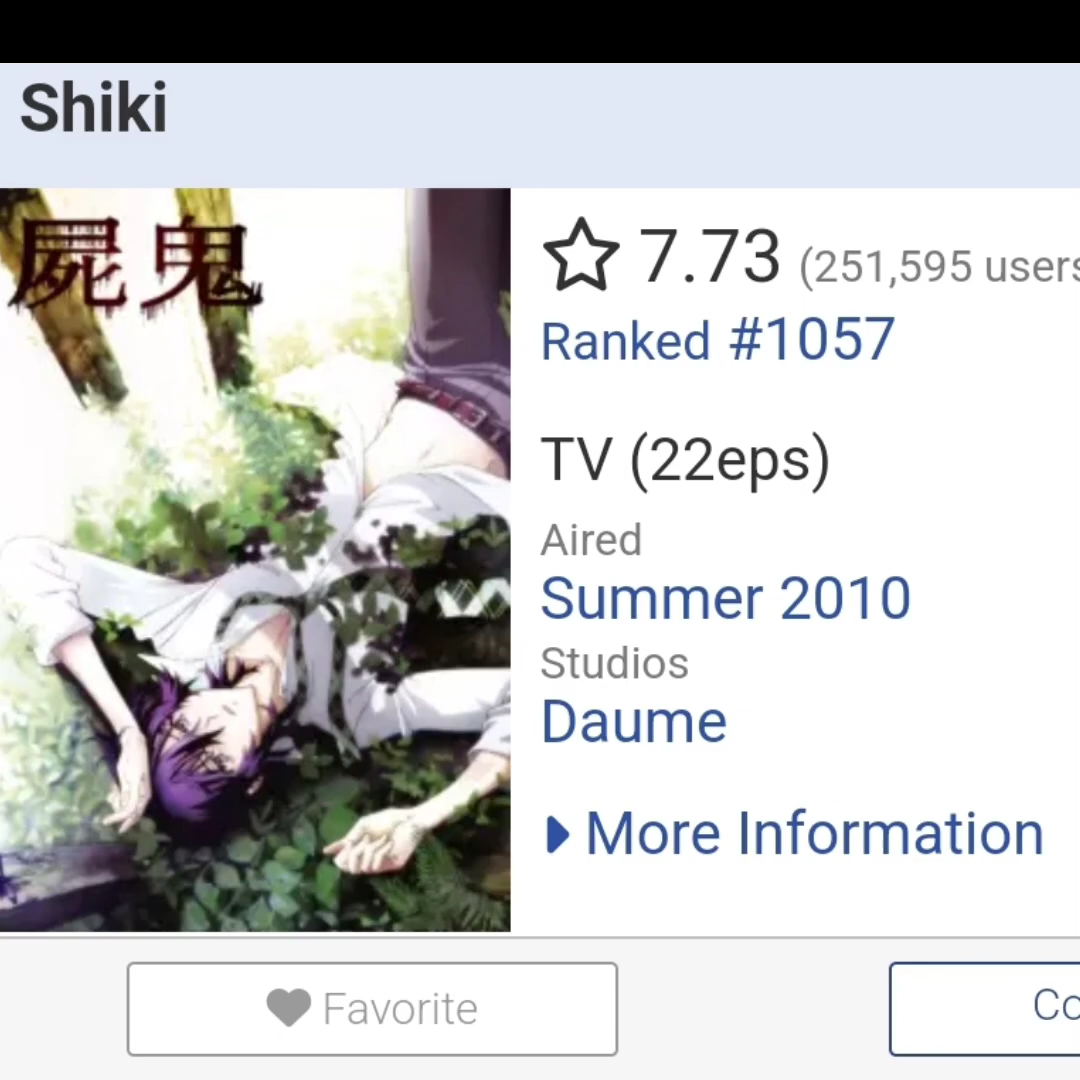 Shiki
屍鬼
7.73 (251,595 users
Ranked #1057
TV (22eps)
Aired
Summer 2010
Studios
Daume
More Information
Favorite
Co